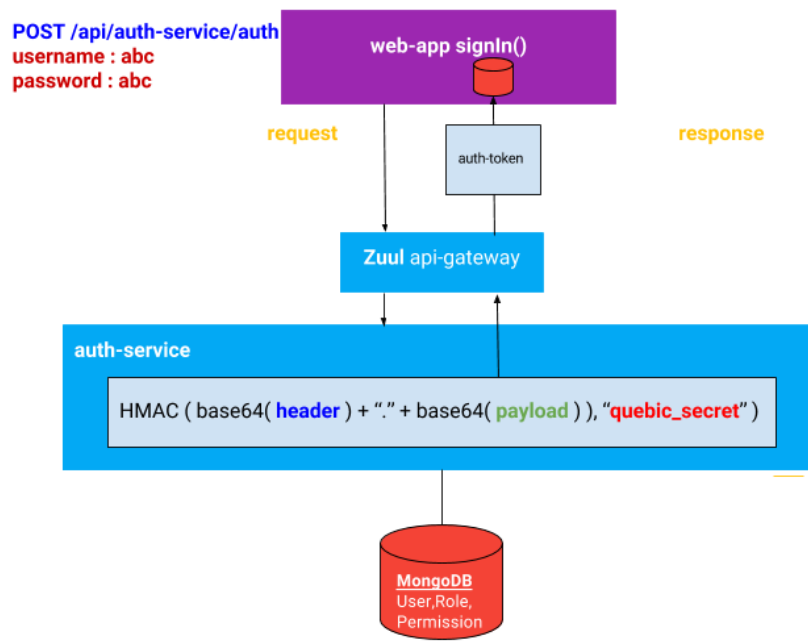 POST /api/auth-service/auth
username : abc
password : abc
web-app signIn()
request
response
auth-token
Zuul api-gateway
auth-service
HMAC ( base64( header ) + “.” + base64( payload ) ), “quebic_secret” )
MongoDB
User,Role,
Permission